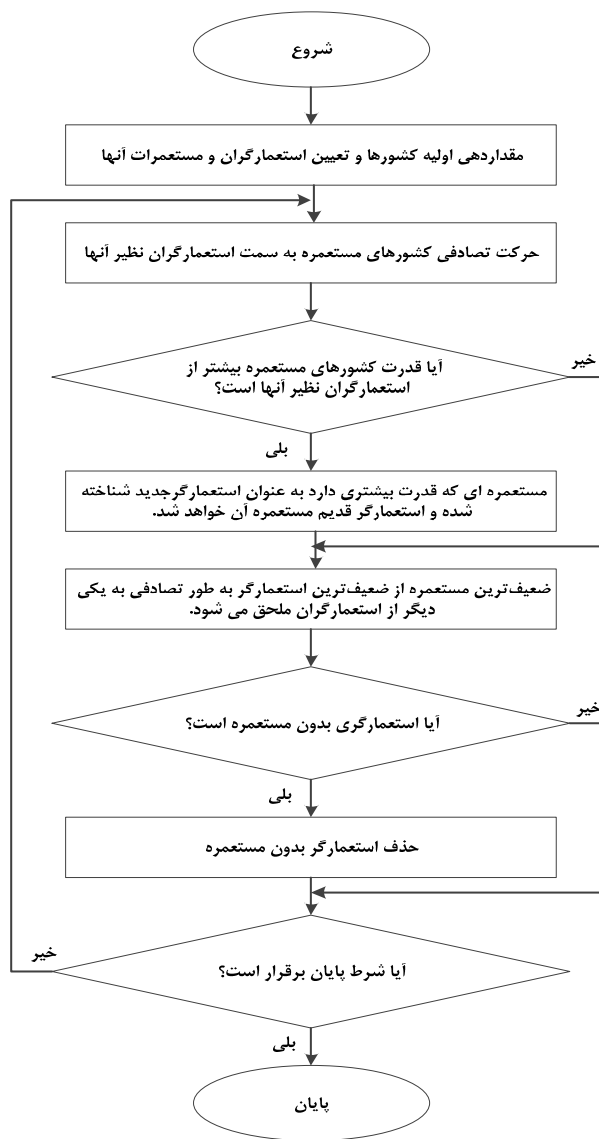 شروع
مقداردهی اولیه کشورها و تعیین استعمارگران و مستعمرات آنها
حرکت تصادفی کشورهای مستعمره به سمت استعمارگران نظیر آنها
آیا قدرت کشورهای مستعمره بیشتر از
استعمارگران نظیر آنها است؟
خیر
بلی
مستعمره ای که قدرت بیشتری دارد به عنوان استعمارگرجدید شناخته
شده و استعمارگر قدیم مستعمره آن خواهد شد.
ضعیف‌ترین مستعمره از ضعیف‌ترین استعمارگر به طور تصادفی به یکی
دیگر از استعمارگران ملحق می شود.
آیا استعمارگری بدون مستعمره است؟
خیر
بلی
حذف استعمارگر بدون مستعمره
آیا شرط پایان برقرار است؟
خیر
بلی
پایان